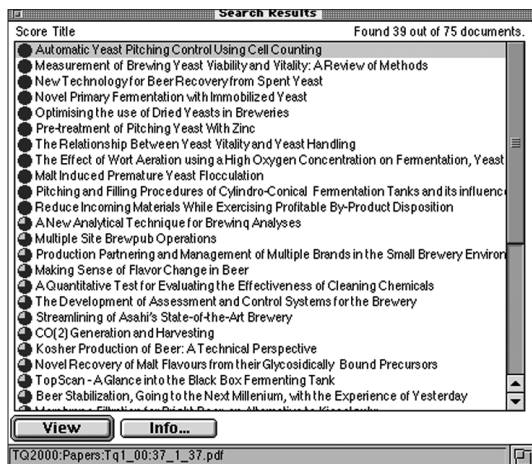 Search Results
Score Title Found 39 out of 75 documents.
Automatic Yeast Pitching Control Using Cell Counting
Measurement of Brewing Yeast Viability and Vitality: A Review of Methods
New Technology for Beer Recovery from Spent Yeast
Novel Primary Fermentation with Immobilized Yeast
Optimising the use of Dried Yeasts in Breweries
Pre-treatment of Pitching Yeast With Zinc
The Relationship Between Yeast Vitality and Yeast Handling
The Effect of Wort Aeration using a High Oxygen Concentration on Fermentation, Yeast
Malt Induced Premature Yeast Flocculation
Pitching and Filling Procedures of Cylindro-Conical Fermentation Tanks and its influenc
Reduce Incoming Materials While Exercising Profitable By-Product Disposition
A New Analytical Technique for Brewing Analyses
Multiple Site Brewpub Operations
Production Partnering and Management of Multiple Brands in the Small Brewery Environ
Making Sense of Flavor Change in Beer
A Quantitative Test for Evaluating the Effectiveness of Cleaning Chemicals
The Development of Assessment and Control Systems for the Brewery
Streamlining of Asahi's State-of-the-Art Brewery
CO(2) Generation and Harvesting
Kosher Production of Beer: A Technical Perspective
Novel Recovery of Malt Flavours from their Glycosidically Bound Precursors
TopScan - A Glance into the Black Box Fermenting Tank
Beer Stabilization, Going to the Next Millenium, with the Experience of Yesterday
View Info...
TQ2000:Papers:Tq1_00:37_1_37.pdf